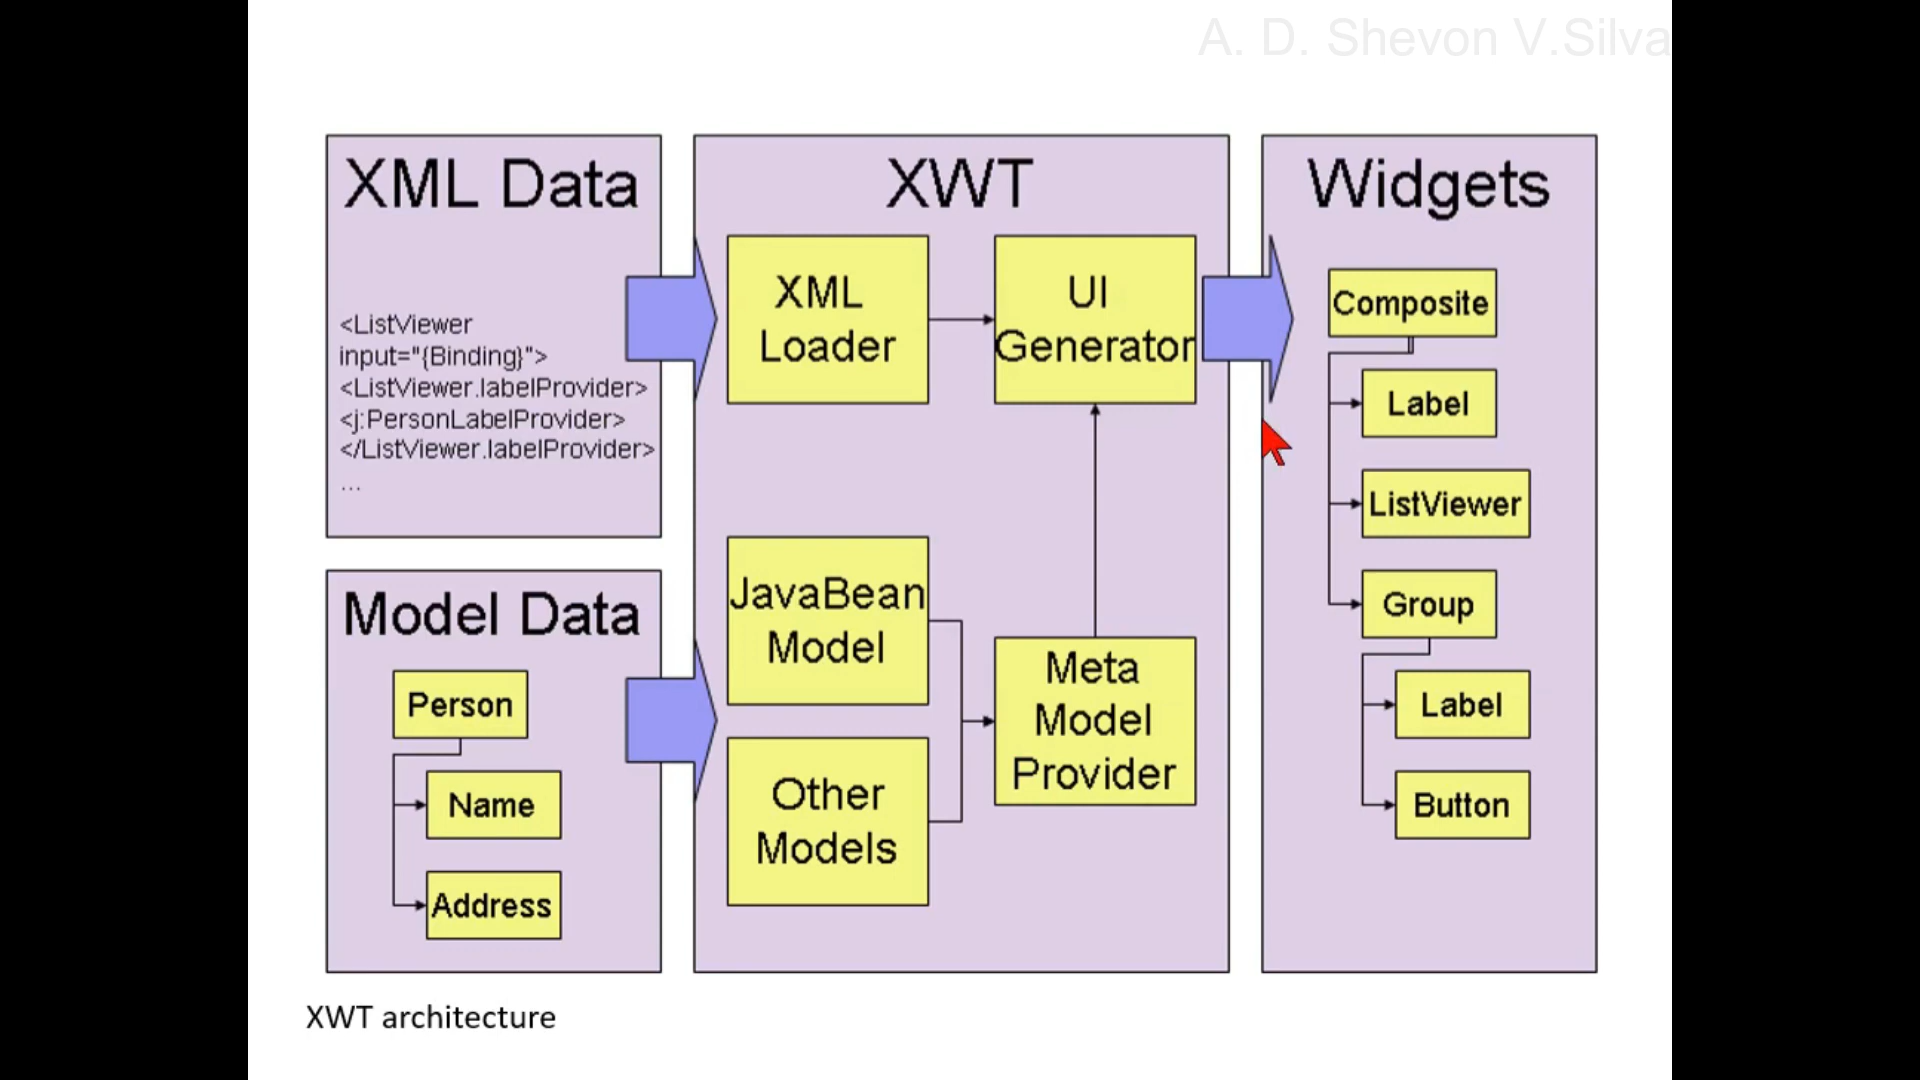 A. D. Shevon V.Silva
XML Data
<ListViewer
input="{Binding}">
<ListViewer.labelProvider>
<j:PersonLabelProvider>
</ListViewer.labelProvider>
...
Model Data
Person
Name
Address
XWT
XML
Loader
UI
Generator
JavaBean
Model
Other
Models
Meta
Model
Provider
Widgets
Composite
Label
ListViewer
Group
Label
Button
XWT architecture